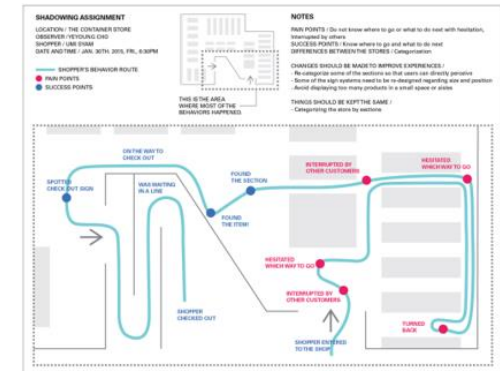 SHADOWING ASSIGNMENT
LOCATION / THE CONTAINER STORE
OBSERVER / YEYOUNG CHO
SHOPPER / UMI SYAM
DATE AND TIME / JAN. 30TH. 2015, FRI., 6:30PM
SHOPPER'S BEHAVIOR ROUTE
PAIN POINTS
SUCCESS POINTS
THIS IS THE AREA
WHERE MOST OF THE
BEHAVIORS HAPPENED.
NOTES
PAIN POINTS / Do not know where to go or what to do next with hesitation,
interrupted by others
SUCCESS POINTS / Know where to go and what to do next
DIFFERENCES BETWEEN THE STORES / Categorization
CHANGES SHOULD BE MADE TO IMPROVE EXPERIENCES /
- Re-categorize some of the sections so that users can directly perceive
- Some of the sign systems need to be re-designed regarding size and position
- Avoid displaying too many products in a small space or aisles
THINGS SHOULD BE KEPT THE SAME /
- Categorizing the store by sections
ON THE WAY TO
CHECK OUT
SPOTTED
CHECK OUT SIGN
WAS WAITING
IN A LINE
FOUND
THE SECTION
FOUND
THE ITEM!
INTERRUPTED BY
OTHER CUSTOMERS
HESITATED
WHICH WAY TO GO
HESITATED
WHICH WAY TO GO
INTERRUPTED BY
OTHER CUSTOMERS
SHOPPER
CHECKED OUT
TURNED
BACK
SHOPPER ENTERED
TO THE SHOP